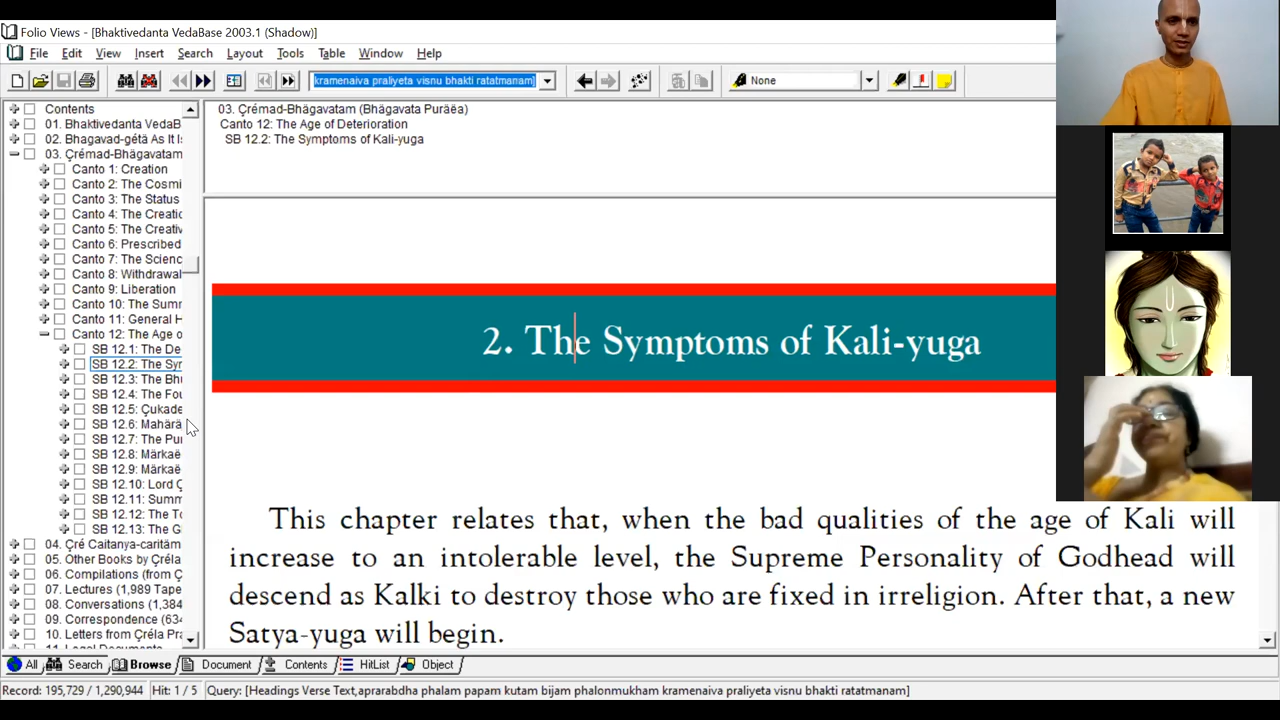 Folio Views - [Bhaktivedanta VedaBase 2003.1 (Shadow)]
File Edit View Insert Search Layout Tools Table Window Help
kramenaiva praliyeta visnu bhakti ratatmanam] None
Contents
01. Bhaktivedanta VedaB
02. Bhagavad-gétä As It Is
03. Çrémad-Bhägavatam
Canto 1: Creation
Canto 2: The Cosmi
Canto 3: The Status
Canto 4: The Creatic
Canto 5: The Creativ
Canto 6: Prescribed
Canto 7: The Scienc
Canto 8: Withdrawal
Canto 9: Liberation
Canto 10: The Summ
Canto 11: General H
Canto 12: The Age o
SB 12.1: The De
SB 12.2: The Syn
SB 12.3: The Bhu
SB 12.4: The Fou
SB 12.5: Çukade
SB 12.6: Mahärä
SB 12.7: The Pur
SB 12.8: Märkaë
SB 12.9: Märkaë
SB 12.10: Lord Ç
SB 12.11: Summ
SB 12.12: The To
SB 12.13: The G
04. Çré Caitanya-caritäm
05. Other Books by Çréla
06. Compilations (from Ç
07. Lectures (1,989 Tape
08. Conversations (1,384
09. Correspondence (634
10. Letters from Çréla Pra
11. Legal Documents
03. Çrémad-Bhägavatam (Bhägavata Puräëa)
Canto 12: The Age of Deterioration
SB 12.2: The Symptoms of Kali-yuga
2. The Symptoms of Kali-yuga
This chapter relates that, when the bad qualities of the age of Kali will
increase to an intolerable level, the Supreme Personality of Godhead will
descend as Kalki to destroy those who are fixed in irreligion. After that, a new
Satya-yuga will begin.
All Search Browse Document Contents HitList Object
Record: 195,729 / 1,290,944 Hit: 1 / 5 Query: [Headings Verse Text,aprarabdha phalam papam kutam bijam phalonmukham kramenaiva praliyeta visnu bhakti ratatmanam]